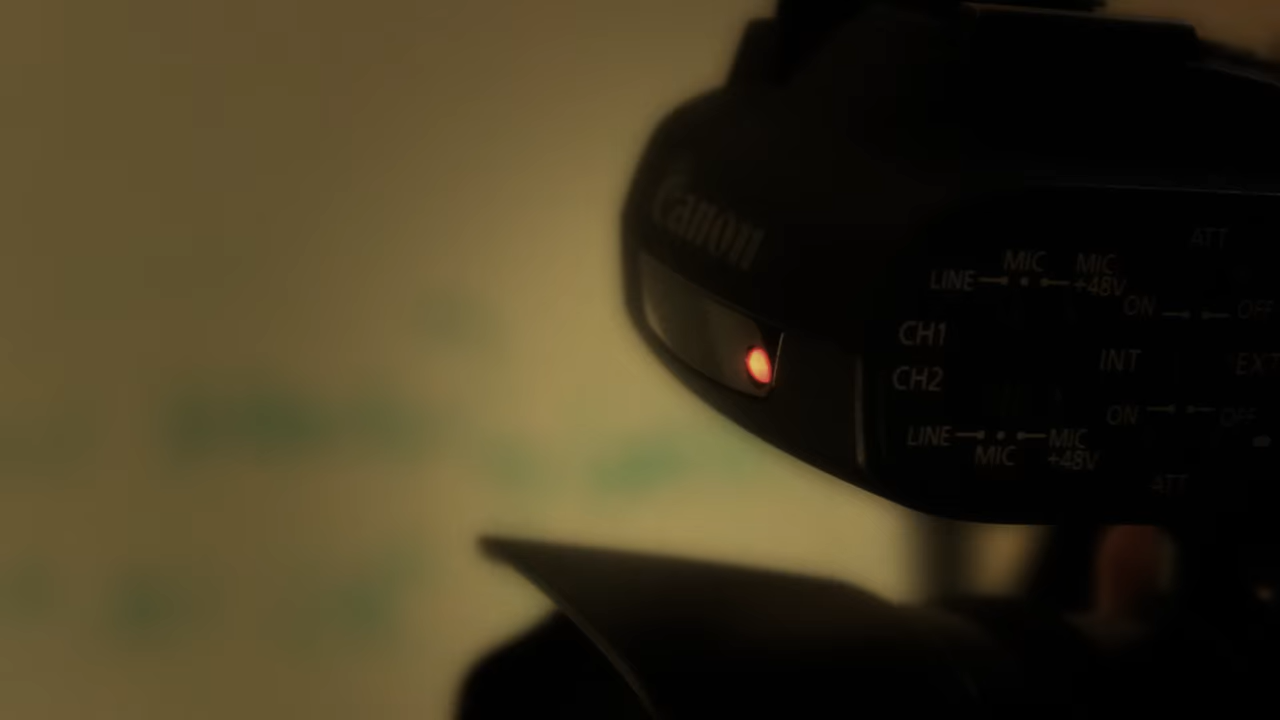 Canon
ATT
MIC MIC
LINE +48V
ON OFF
CH1
INT EXT
CH2
ON OFF
LINE MIC
MIC +48V
ATT